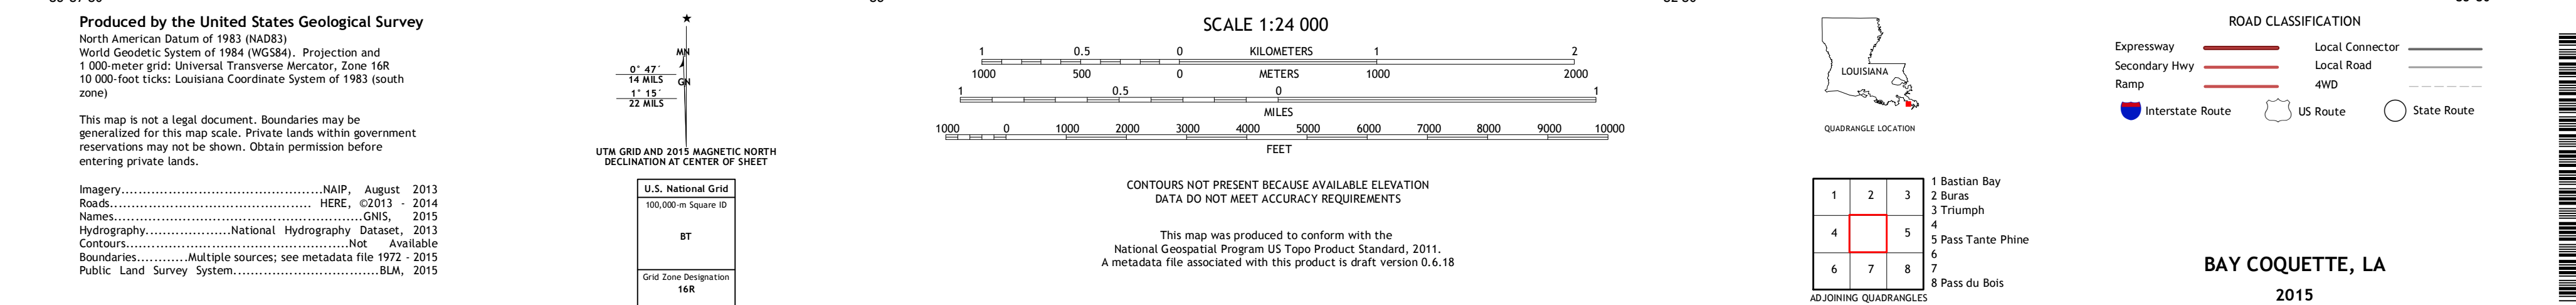 Produced by the United States Geological Survey
North American Datum of 1983 (NAD83)
World Geodetic System of 1984 (WGS84). Projection and
1 000-meter grid: Universal Transverse Mercator, Zone 16R
10 000-foot ticks: Louisiana Coordinate System of 1983 (south
zone)
This map is not a legal document. Boundaries may be
generalized for this map scale. Private lands within government
reservations may not be shown. Obtain permission before
entering private lands.
Imagery................................................NAIP, August 2013
Roads................................................... HERE, ©2013 - 2014
Names..........................................................GNIS, 2015
Hydrography....................National Hydrography Dataset, 2013
Contours....................................................Not Available
Boundaries............Multiple sources; see metadata file 1972 - 2015
Public Land Survey System..................................BLM, 2015
MN
GN
0° 47´
14 MILS
1° 15´
22 MILS
UTM GRID AND 2015 MAGNETIC NORTH
DECLINATION AT CENTER OF SHEET
U.S. National Grid
100,000-m Square ID
BT
Grid Zone Designation
16R
SCALE 1:24 000
1 0.5 0 KILOMETERS 1 2
1000 500 0 METERS 1000 2000
1 0.5 0 1
MILES
1000 0 1000 2000 3000 4000 5000 6000 7000 8000 9000 10000
FEET
CONTOURS NOT PRESENT BECAUSE AVAILABLE ELEVATION
DATA DO NOT MEET ACCURACY REQUIREMENTS
This map was produced to conform with the
National Geospatial Program US Topo Product Standard, 2011.
A metadata file associated with this product is draft version 0.6.18
LOUISIANA
QUADRANGLE LOCATION
1 2 3
4 5
6 7 8
1 Bastian Bay
2 Buras
3 Triumph
4
5 Pass Tante Phine
6
7
8 Pass du Bois
ADJOINING QUADRANGLES
ROAD CLASSIFICATION
Expressway Local Connector
Secondary Hwy Local Road
Ramp 4WD
Interstate Route US Route State Route
BAY COQUETTE, LA
2015